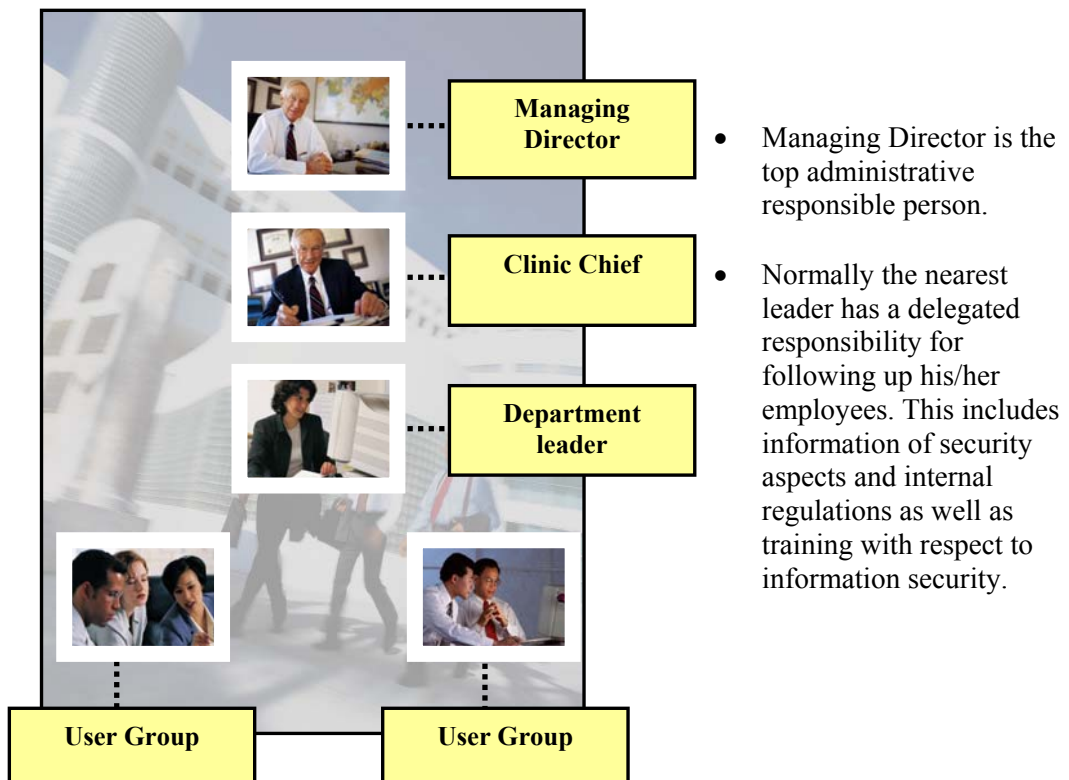 Managing
Director
Clinic Chief
Department
leader
User Group
User Group
• Managing Director is the
top administrative
responsible person.
• Normally the nearest
leader has a delegated
responsibility for
following up his/her
employees. This includes
information of security
aspects and internal
regulations as well as
training with respect to
information security.